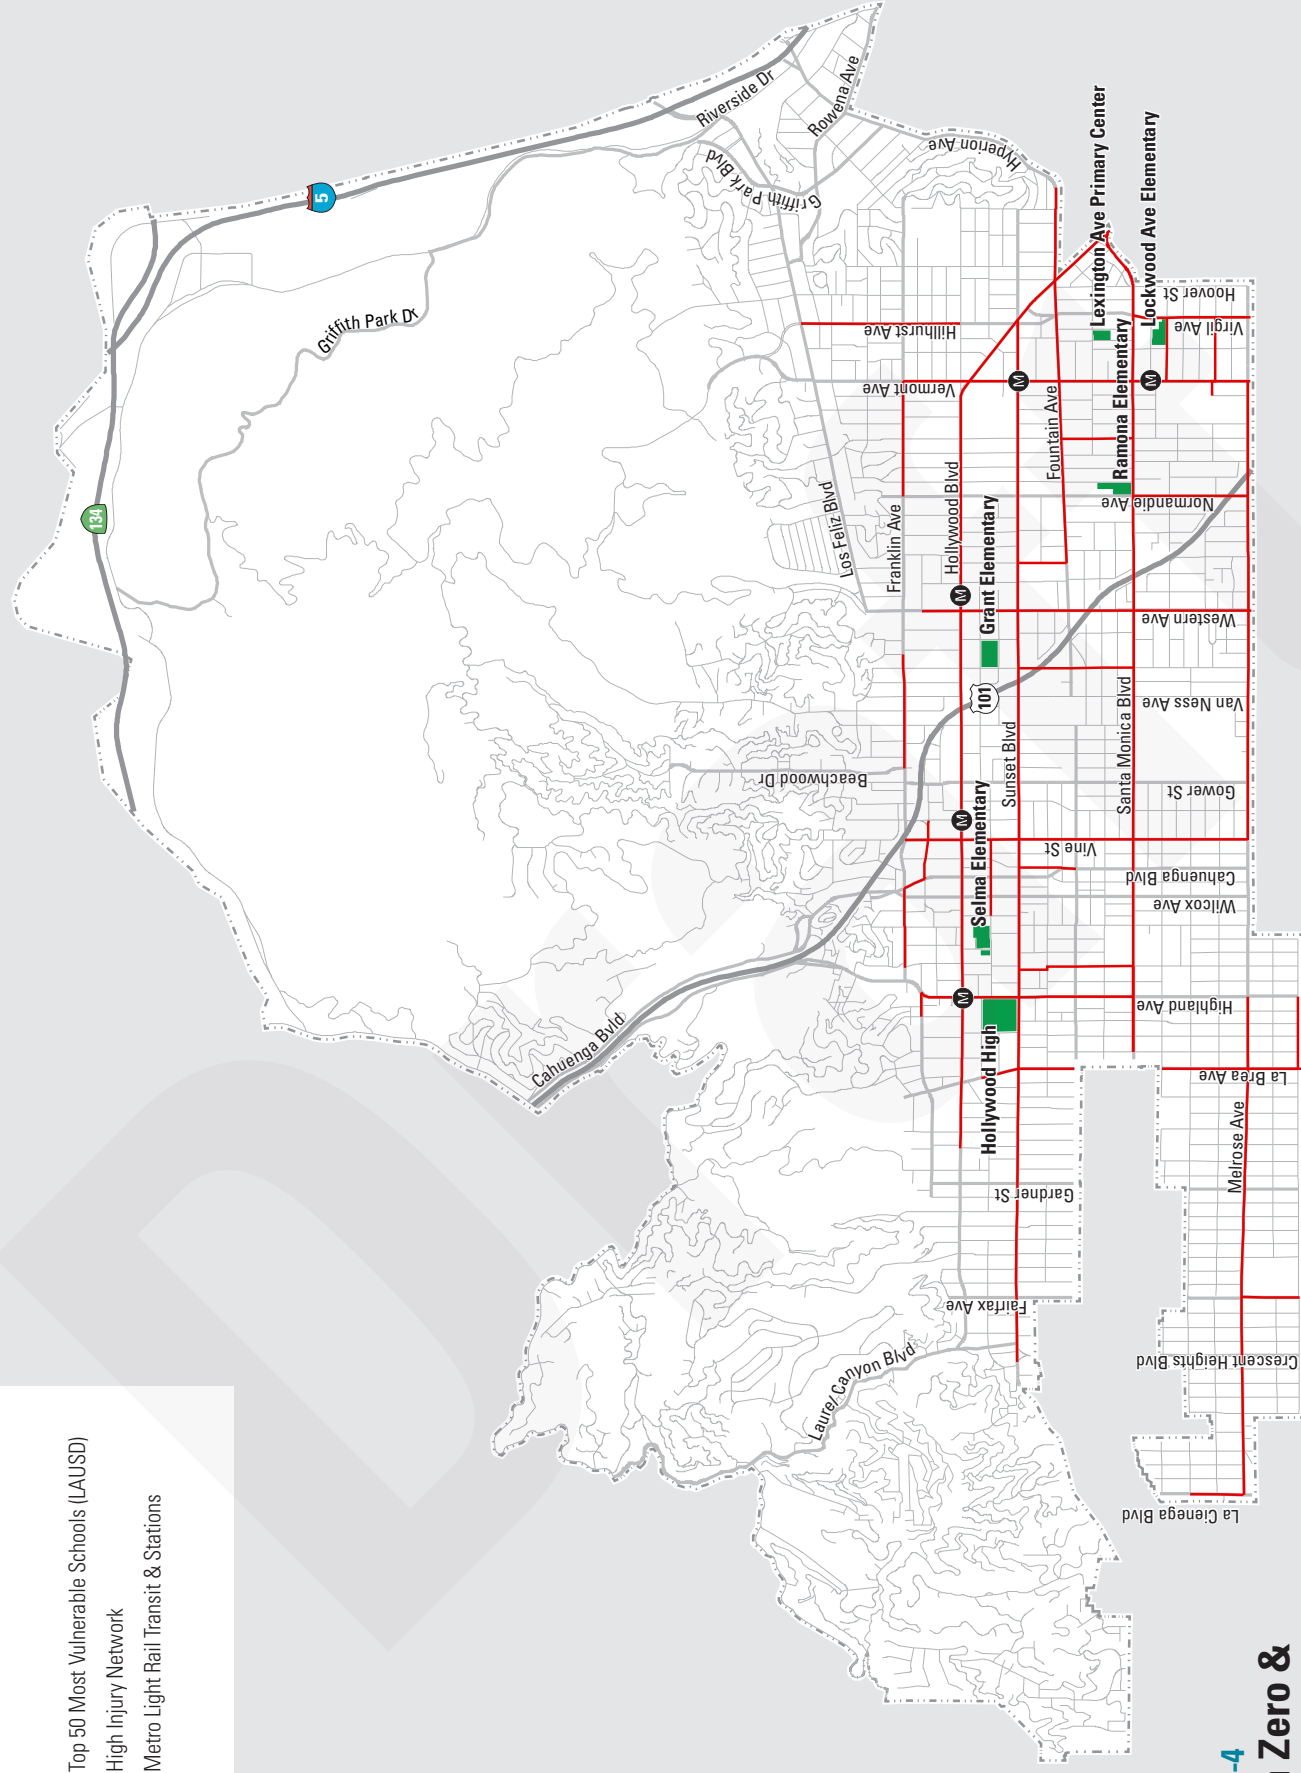 Top 50 Most Vulnerable Schools (LAUSD)
High Injury Network
Metro Light Rail Transit & Stations
134
5
Griffith Park Dr
Riverside Dr
Rowena Ave
Griffith Park Blvd
Hyperion Ave
Los Feliz Blvd
Hillhurst Ave
Vermont Ave
Franklin Ave
Hollywood Blvd
Fountain Ave
Lexington Ave Primary Center
Lockwood Ave Elementary
Ramona Elementary
Hoover St
Virgil Ave
Normandie Ave
Grant Elementary
Western Ave
101
Sunset Blvd
Santa Monica Blvd
Van Ness Ave
Beachwood Dr
Gower St
Selma Elementary
Vine St
Cahuenga Blvd
Wilcox Ave
Cahuenga Bvld
Highland Ave
Hollywood High
La Brea Ave
Melrose Ave
Gardner St
Fairfax Ave
Laurel Canyon Blvd
Crescent Heights Blvd
La Cienega Blvd
M
M
M
M
M
-4
Zero &